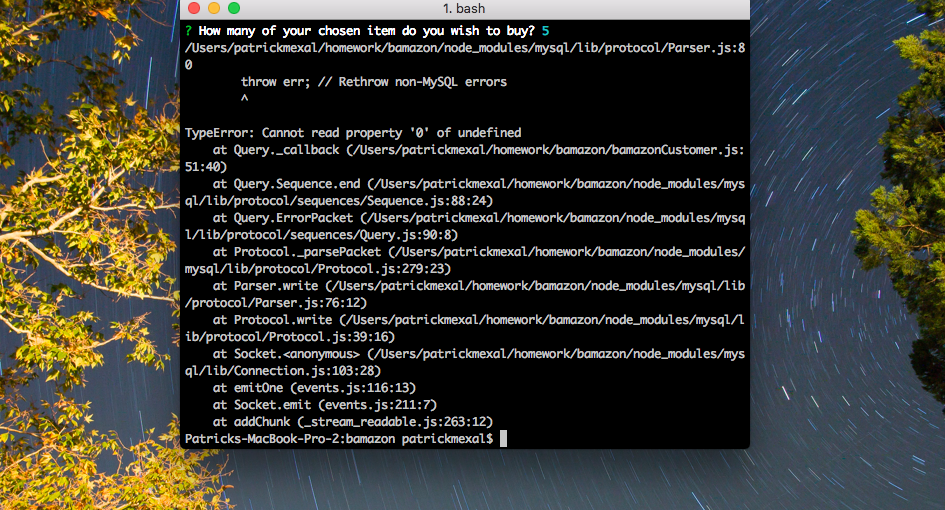 1. bash
? How many of your chosen item do you wish to buy? 5
/Users/patrickmexal/homework/bamazon/node_modules/mysql/lib/protocol/Parser.js:8
0
        throw err; // Rethrow non-MySQL errors
        ^
TypeError: Cannot read property '0' of undefined
    at Query._callback (/Users/patrickmexal/homework/bamazon/bamazonCustomer.js:
51:40)
    at Query.Sequence.end (/Users/patrickmexal/homework/bamazon/node_modules/mys
ql/lib/protocol/sequences/Sequence.js:88:24)
    at Query.ErrorPacket (/Users/patrickmexal/homework/bamazon/node_modules/mysq
l/lib/protocol/sequences/Query.js:90:8)
    at Protocol._parsePacket (/Users/patrickmexal/homework/bamazon/node_modules/
mysql/lib/protocol/Protocol.js:279:23)
    at Parser.write (/Users/patrickmexal/homework/bamazon/node_modules/mysql/lib
/protocol/Parser.js:76:12)
    at Protocol.write (/Users/patrickmexal/homework/bamazon/node_modules/mysql/l
ib/protocol/Protocol.js:39:16)
    at Socket.<anonymous> (/Users/patrickmexal/homework/bamazon/node_modules/mys
ql/lib/Connection.js:103:28)
    at emitOne (events.js:116:13)
    at Socket.emit (events.js:211:7)
    at addChunk (_stream_readable.js:263:12)
Patricks-MacBook-Pro-2:bamazon patrickmexal$